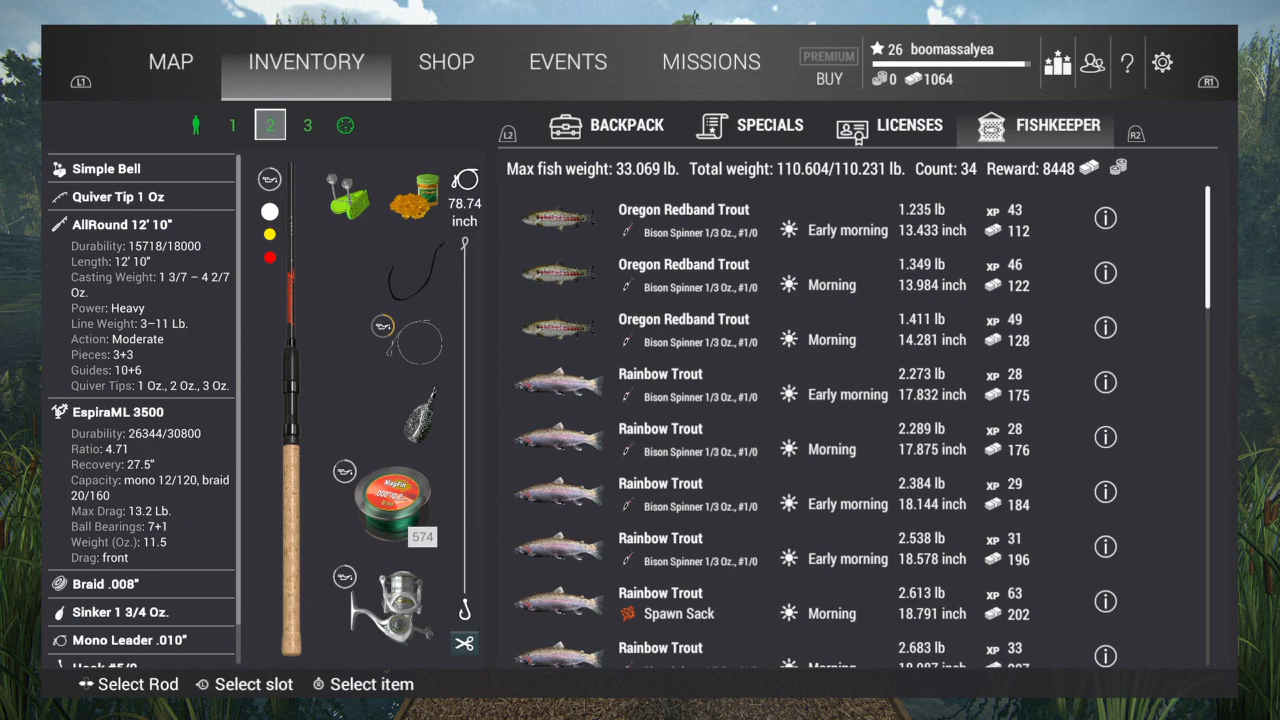 MAP
INVENTORY
SHOP
EVENTS
MISSIONS
PREMIUM
BUY
26 boomassalyea
0 1064
?
L1
R1
1
2
3
L2
BACKPACK
SPECIALS
LICENSES
FISHKEEPER
R2
Simple Bell
Quiver Tip 1 Oz
AllRound 12' 10"
Durability: 15718/18000
Length: 12' 10"
Casting Weight: 1 3/7 – 4 2/7
Oz.
Power: Heavy
Line Weight: 3–11 Lb.
Action: Moderate
Pieces: 3+3
Guides: 10+6
Quiver Tips: 1 Oz., 2 Oz., 3 Oz.
EspiraML 3500
Durability: 26344/30800
Ratio: 4.71
Recovery: 27.5"
Capacity: mono 12/120, braid
20/160
Max Drag: 13.2 Lb.
Ball Bearings: 7+1
Weight (Oz.): 11.5
Drag: front
Braid .008"
Sinker 1 3/4 Oz.
Mono Leader .010"
Hook #5/0
78.74
inch
MagFin
574
Max fish weight: 33.069 lb. Total weight: 110.604/110.231 lb. Count: 34 Reward: 8448
Oregon Redband Trout 1.235 lb XP 43
Bison Spinner 1/3 Oz., #1/0 Early morning 13.433 inch 112
Oregon Redband Trout 1.349 lb XP 46
Bison Spinner 1/3 Oz., #1/0 Morning 13.984 inch 122
Oregon Redband Trout 1.411 lb XP 49
Bison Spinner 1/3 Oz., #1/0 Morning 14.281 inch 128
Rainbow Trout 2.273 lb XP 28
Bison Spinner 1/3 Oz., #1/0 Early morning 17.832 inch 175
Rainbow Trout 2.289 lb XP 28
Bison Spinner 1/3 Oz., #1/0 Morning 17.875 inch 176
Rainbow Trout 2.384 lb XP 29
Bison Spinner 1/3 Oz., #1/0 Early morning 18.144 inch 184
Rainbow Trout 2.538 lb XP 31
Bison Spinner 1/3 Oz., #1/0 Early morning 18.578 inch 196
Rainbow Trout 2.613 lb XP 63
Spawn Sack Morning 18.791 inch 202
Rainbow Trout 2.683 lb XP 33
Morning
Select Rod
Select slot
Select item